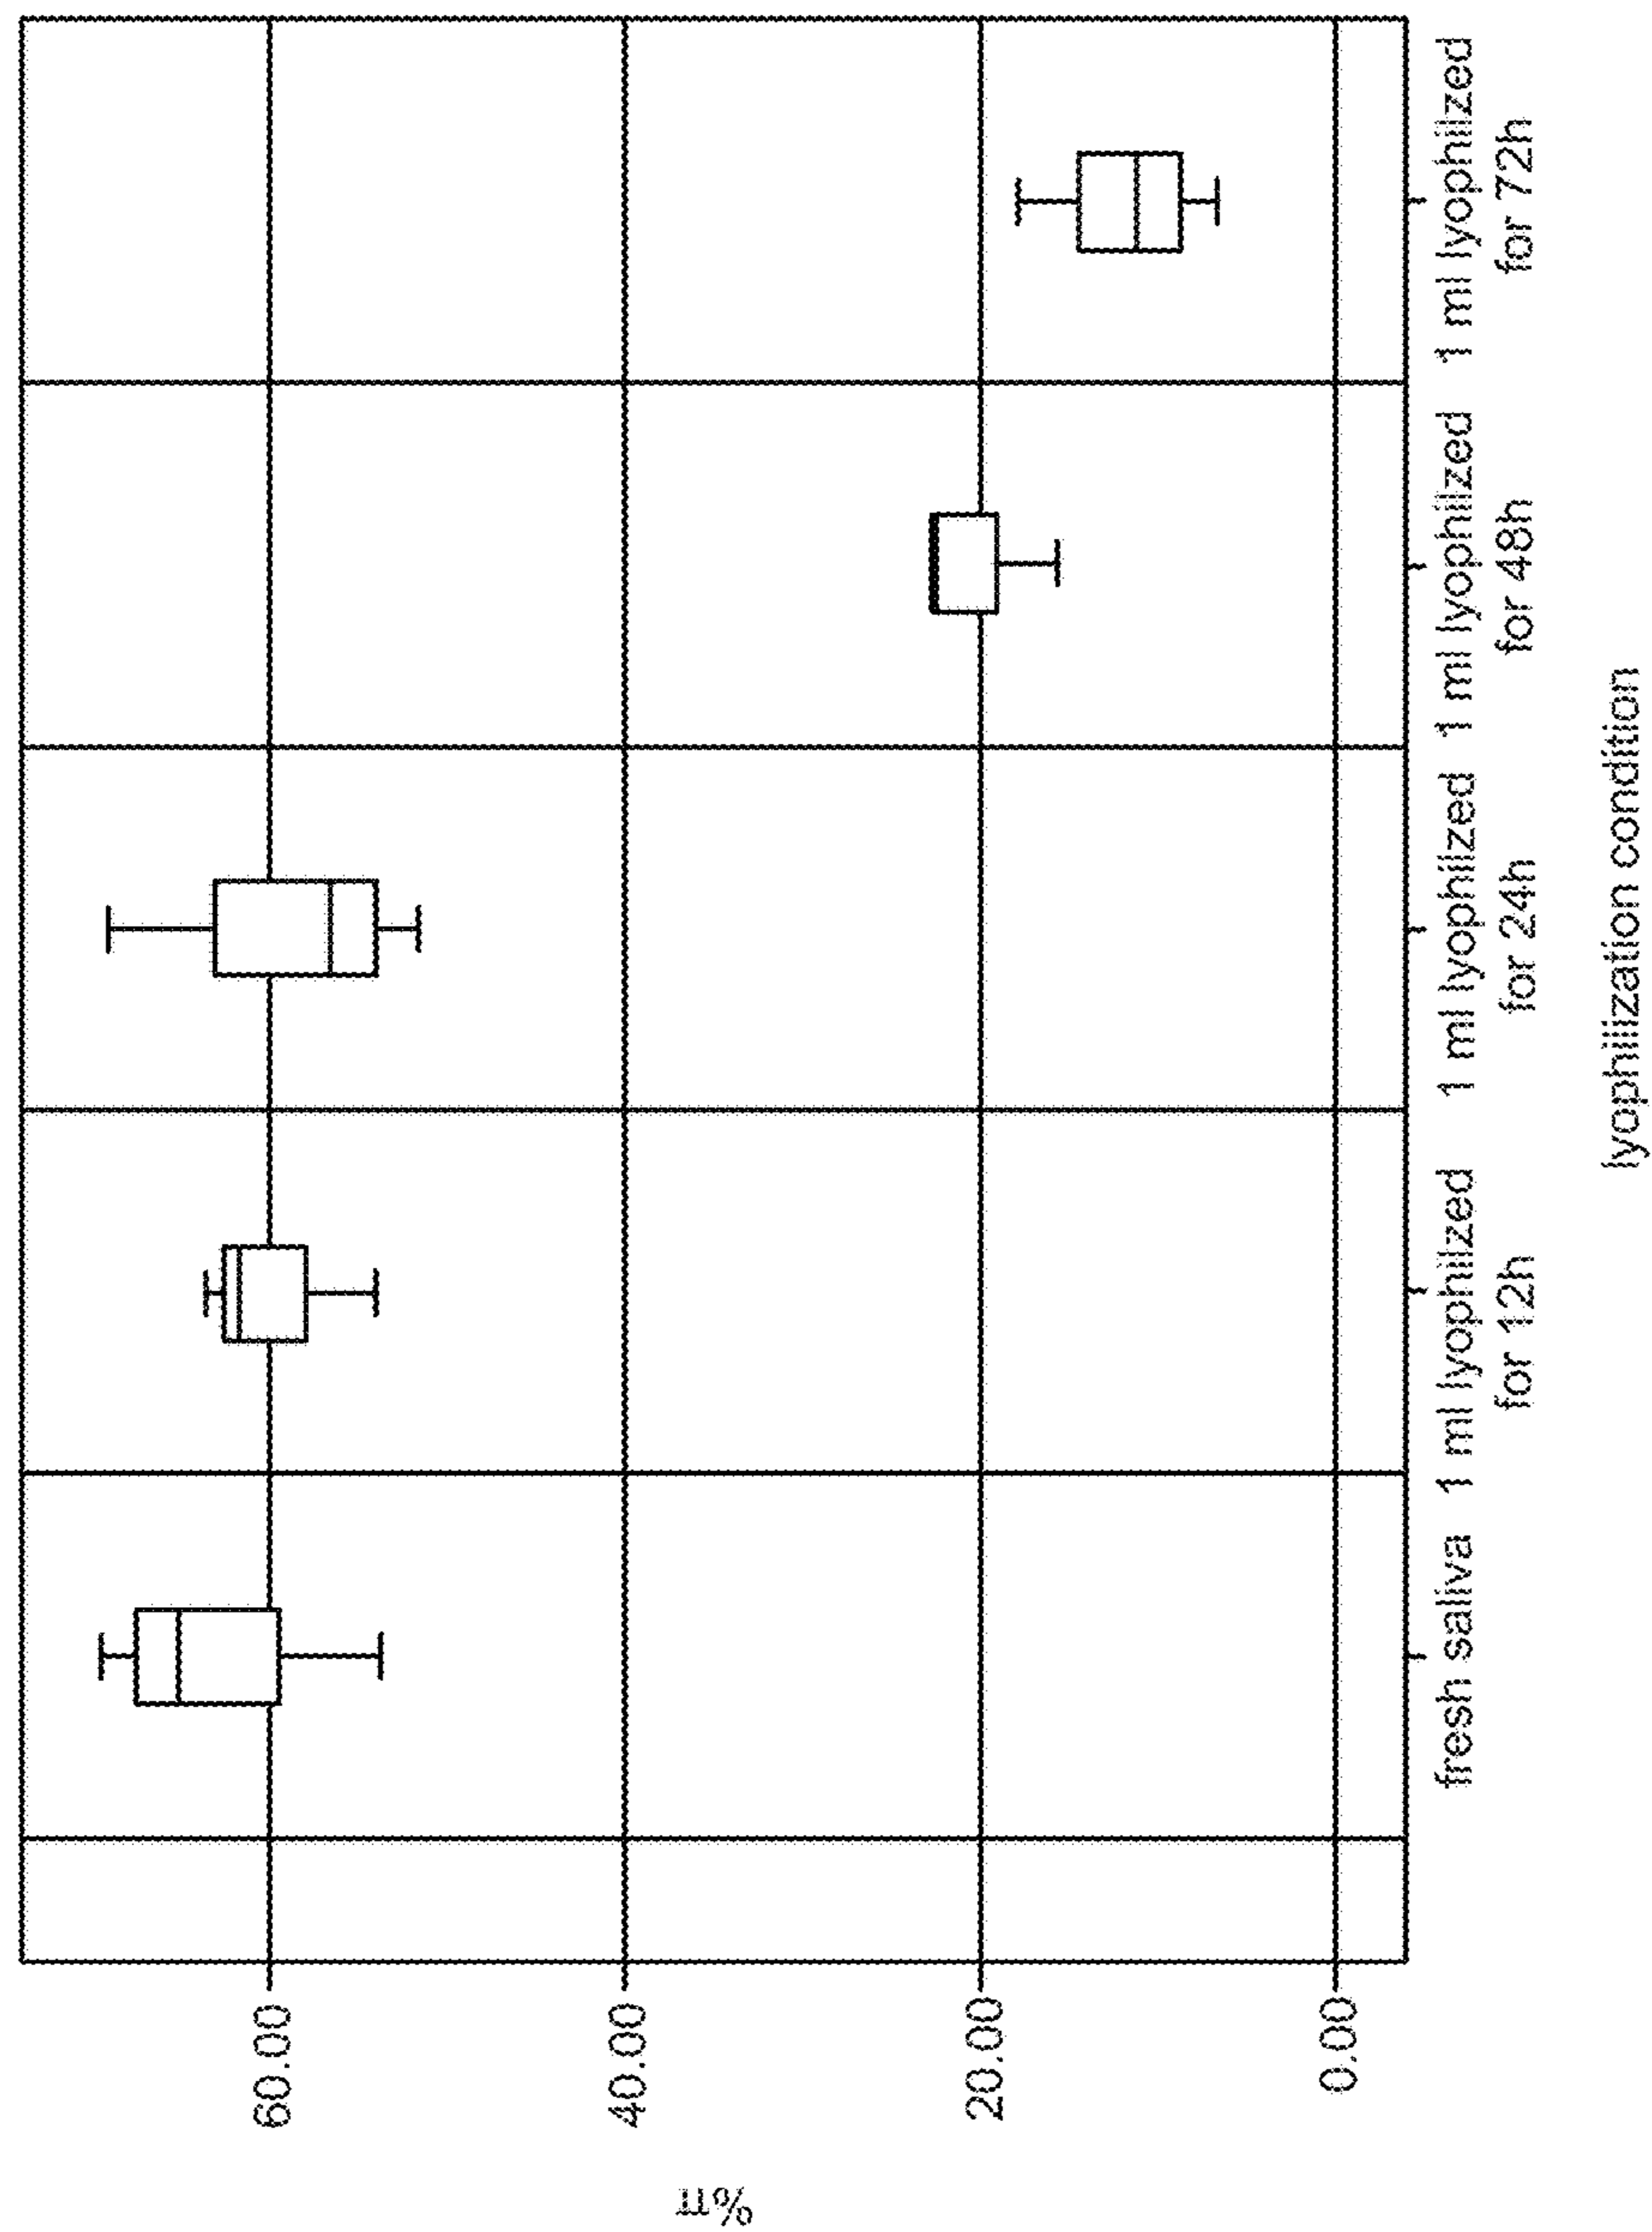 60.00
40.00
20.00
0.00
fresh saliva
1 ml lyophilized
for 12h
1 ml lyophilized
for 24h
1 ml lyophilized
for 48h
1 ml lyophilized
for 72h
lyophilization condition